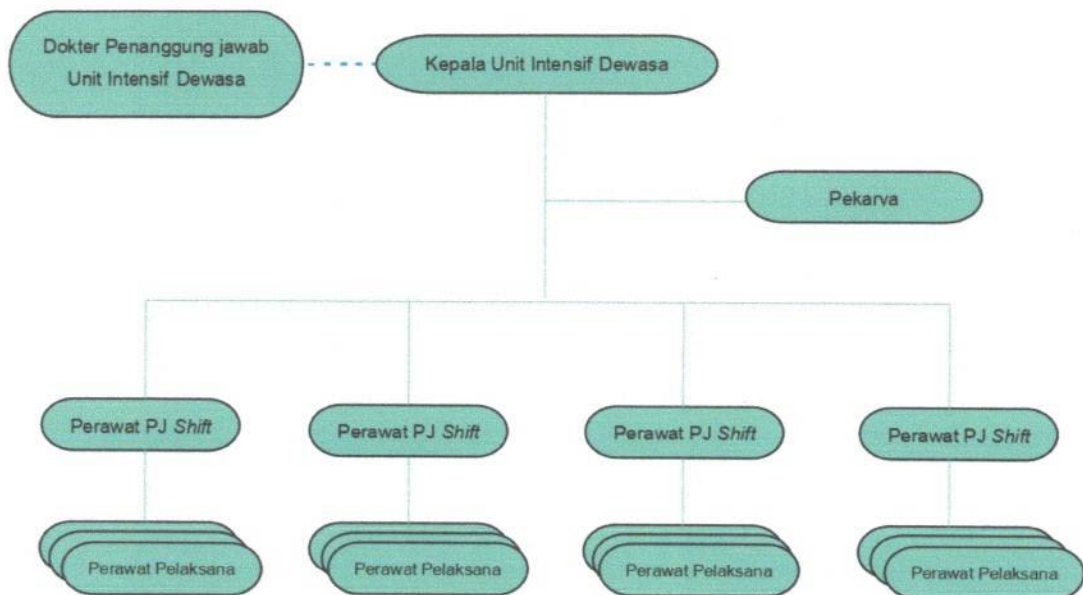 Dokter Penanggung jawab
Unit Intensif Dewasa
Kepala Unit Intensif Dewasa
Pekarya
Perawat PJ Shift
Perawat PJ Shift
Perawat PJ Shift
Perawat PJ Shift
Perawat Pelaksana
Perawat Pelaksana
Perawat Pelaksana
Perawat Pelaksana